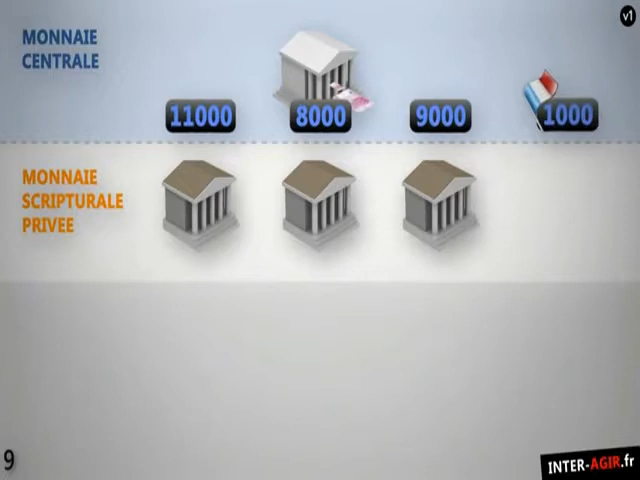 v1
MONNAIE
CENTRALE
11000 8000 9000 1000
MONNAIE
SCRIPTURALE
PRIVEE
9
INTER-AGIR.fr